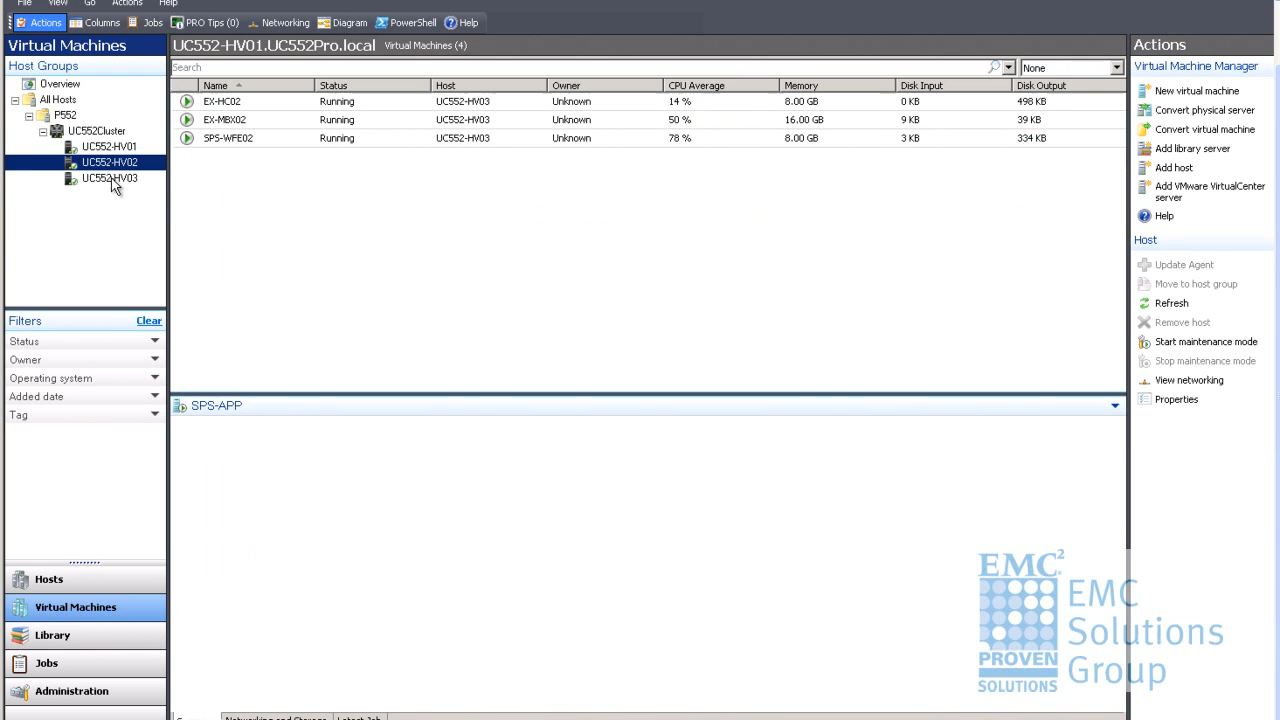 File View Go Actions Help
Actions Columns Jobs PRO Tips (0) Networking Diagram PowerShell Help
Virtual Machines
Host Groups
Overview
All Hosts
P552
UC552Cluster
UC552-HV01
UC552-HV02
UC552-HV03
Filters Clear
Status
Owner
Operating system
Added date
Tag
Hosts
Virtual Machines
Library
Jobs
Administration
UC552-HV01.UC552Pro.local Virtual Machines (4)
Search None
Name Status Host Owner CPU Average Memory Disk Input Disk Output
EX-HC02 Running UC552-HV03 Unknown 14 % 8.00 GB 0 KB 498 KB
EX-MBX02 Running UC552-HV03 Unknown 50 % 16.00 GB 9 KB 39 KB
SPS-WFE02 Running UC552-HV03 Unknown 78 % 8.00 GB 3 KB 334 KB
SPS-APP
Networking and Storage Latest Job
Actions
Virtual Machine Manager
New virtual machine
Convert physical server
Convert virtual machine
Add library server
Add host
Add VMware VirtualCenter
server
Help
Host
Update Agent
Move to host group
Refresh
Remove host
Start maintenance mode
Stop maintenance mode
View networking
Properties
EMC²
PROVEN
SOLUTIONS
EMC
Solutions
Group